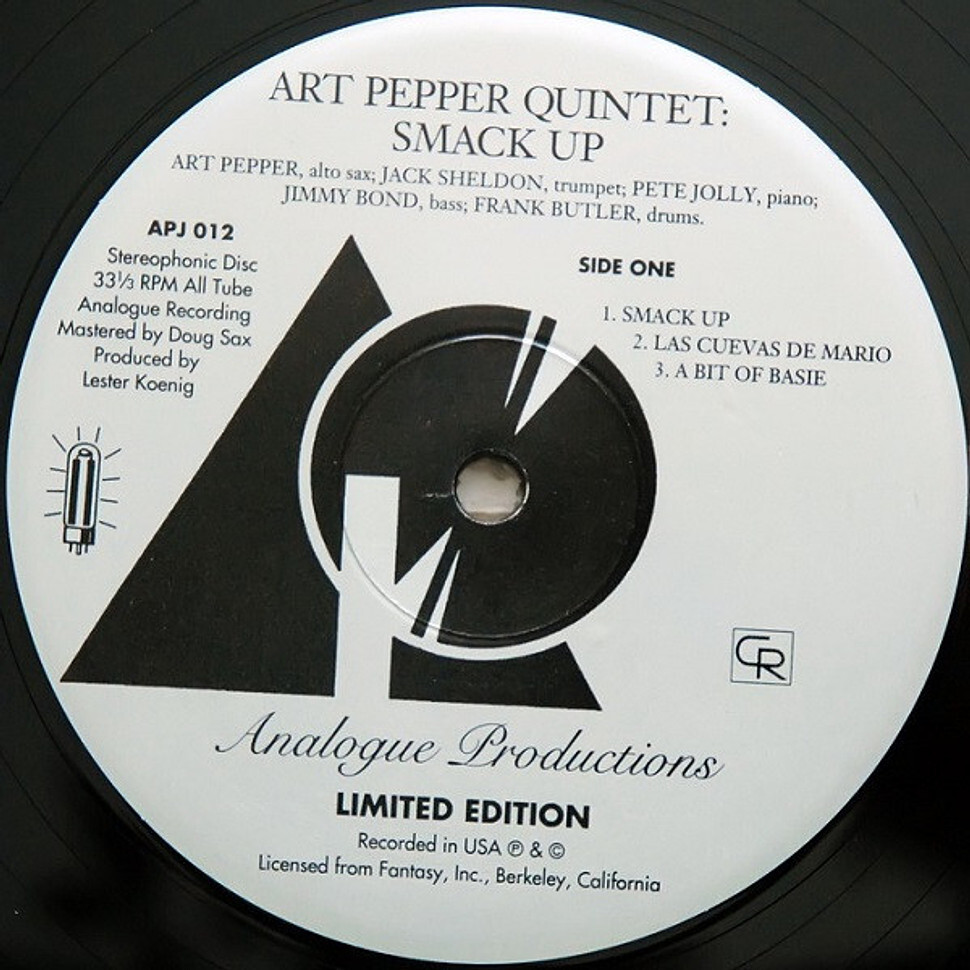 ART PEPPER QUINTET:
SMACK UP
ART PEPPER, alto sax; JACK SHELDON, trumpet; PETE JOLLY, piano;
JIMMY BOND, bass; FRANK BUTLER, drums.
APJ 012
Stereophonic Disc
33⅓ RPM All Tube
Analogue Recording
Mastered by Doug Sax
Produced by
Lester Koenig
SIDE ONE
1. SMACK UP
2. LAS CUEVAS DE MARIO
3. A BIT OF BASIE
CR
Analogue Productions
LIMITED EDITION
Recorded in USA ℗ & ©
Licensed from Fantasy, Inc., Berkeley, California